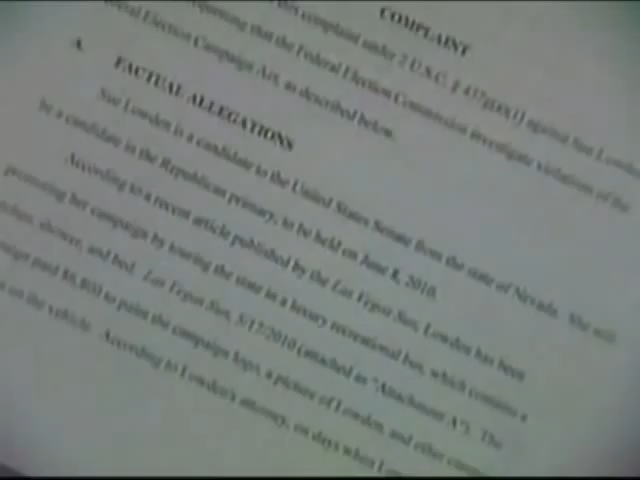 COMPLAINT
this complaint under 2 U.S.C. § 437g(a)(1) against Sue Lowden
requesting that the Federal Election Commission investigate violations of the
Federal Election Campaign Act, as described below.
A. FACTUAL ALLEGATIONS
Sue Lowden is a candidate to the United States Senate from the state of Nevada. She will
be a candidate in the Republican primary, to be held on June 8, 2010.
According to a recent article published by the Las Vegas Sun, Lowden has been
promoting her campaign by touring the state in a luxury recreational bus, which contains a
kitchen, shower, and bed. Las Vegas Sun, 5/12/2010 (attached as "Attachment A"). The
paid $6,800 to paint the campaign logo, a picture of Lowden, and other
on the vehicle. According to Lowden's attorney, on days when